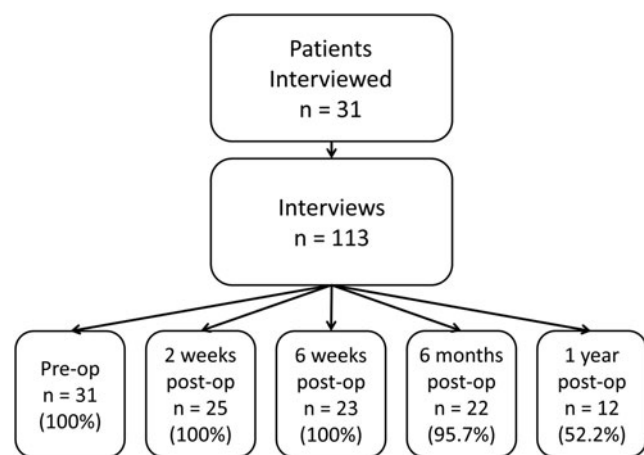 Patients
Interviewed
n = 31
Interviews
n = 113
Pre-op
n = 31
(100%)
2 weeks
post-op
n = 25
(100%)
6 weeks
post-op
n = 23
(100%)
6 months
post-op
n = 22
(95.7%)
1 year
post-op
n = 12
(52.2%)